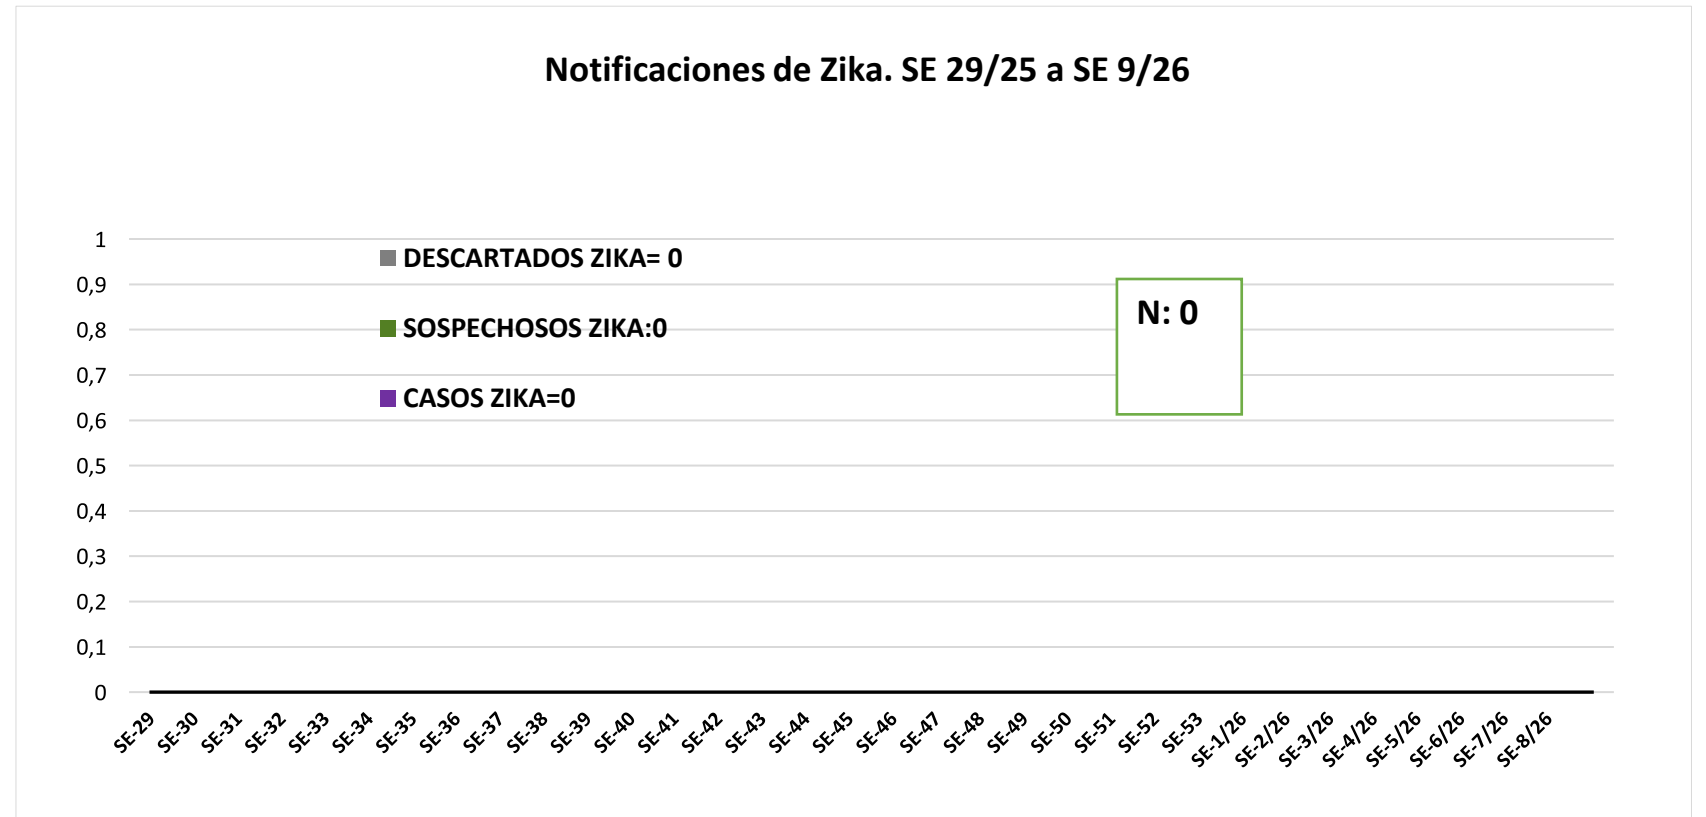 Notificaciones de Zika. SE 29/25 a SE 9/26
1
0,9
0,8
0,7
0,6
0,5
0,4
0,3
0,2
0,1
0
DESCARTADOS ZIKA= 0
SOSPECHOSOS ZIKA:0
CASOS ZIKA=0
N: 0
SE-29
SE-30
SE-31
SE-32
SE-33
SE-34
SE-35
SE-36
SE-37
SE-38
SE-39
SE-40
SE-41
SE-42
SE-43
SE-44
SE-45
SE-46
SE-47
SE-48
SE-49
SE-50
SE-51
SE-52
SE-53
SE-1/26
SE-2/26
SE-3/26
SE-4/26
SE-5/26
SE-6/26
SE-7/26
SE-8/26